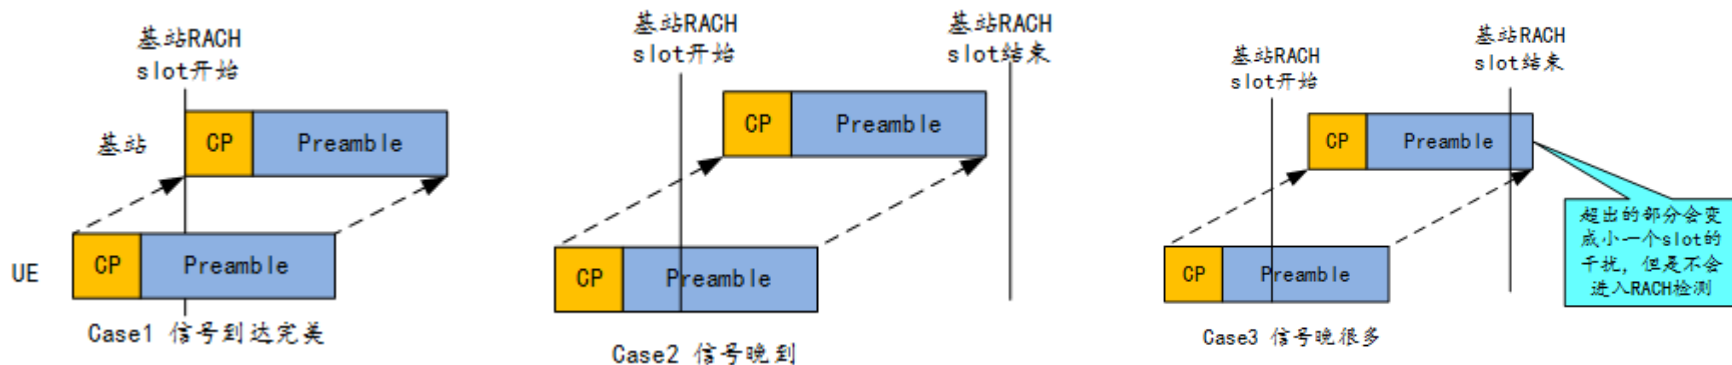 基站RACH
slot开始
基站
CP
Preamble
UE
CP
Preamble
Case1 信号到达完美
基站RACH
slot开始
基站RACH
slot结束
CP
Preamble
CP
Preamble
Case2 信号晚到
基站RACH
slot开始
基站RACH
slot结束
CP
Preamble
CP
Preamble
超出的部分会变
成小一个slot的
干扰，但是不会
进入RACH检测
Case3 信号晚很多